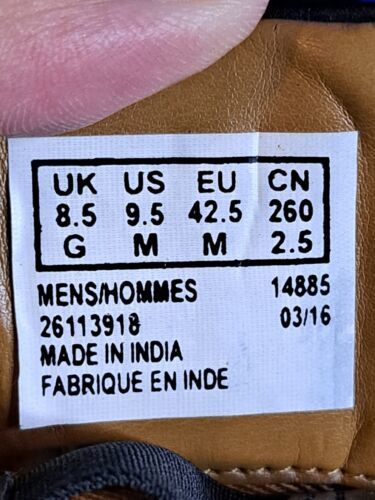 UK US EU CN
8.5 9.5 42.5 260
G M M 2.5
MENS/HOMMES 14885
26113918 03/16
MADE IN INDIA
FABRIQUE EN INDE